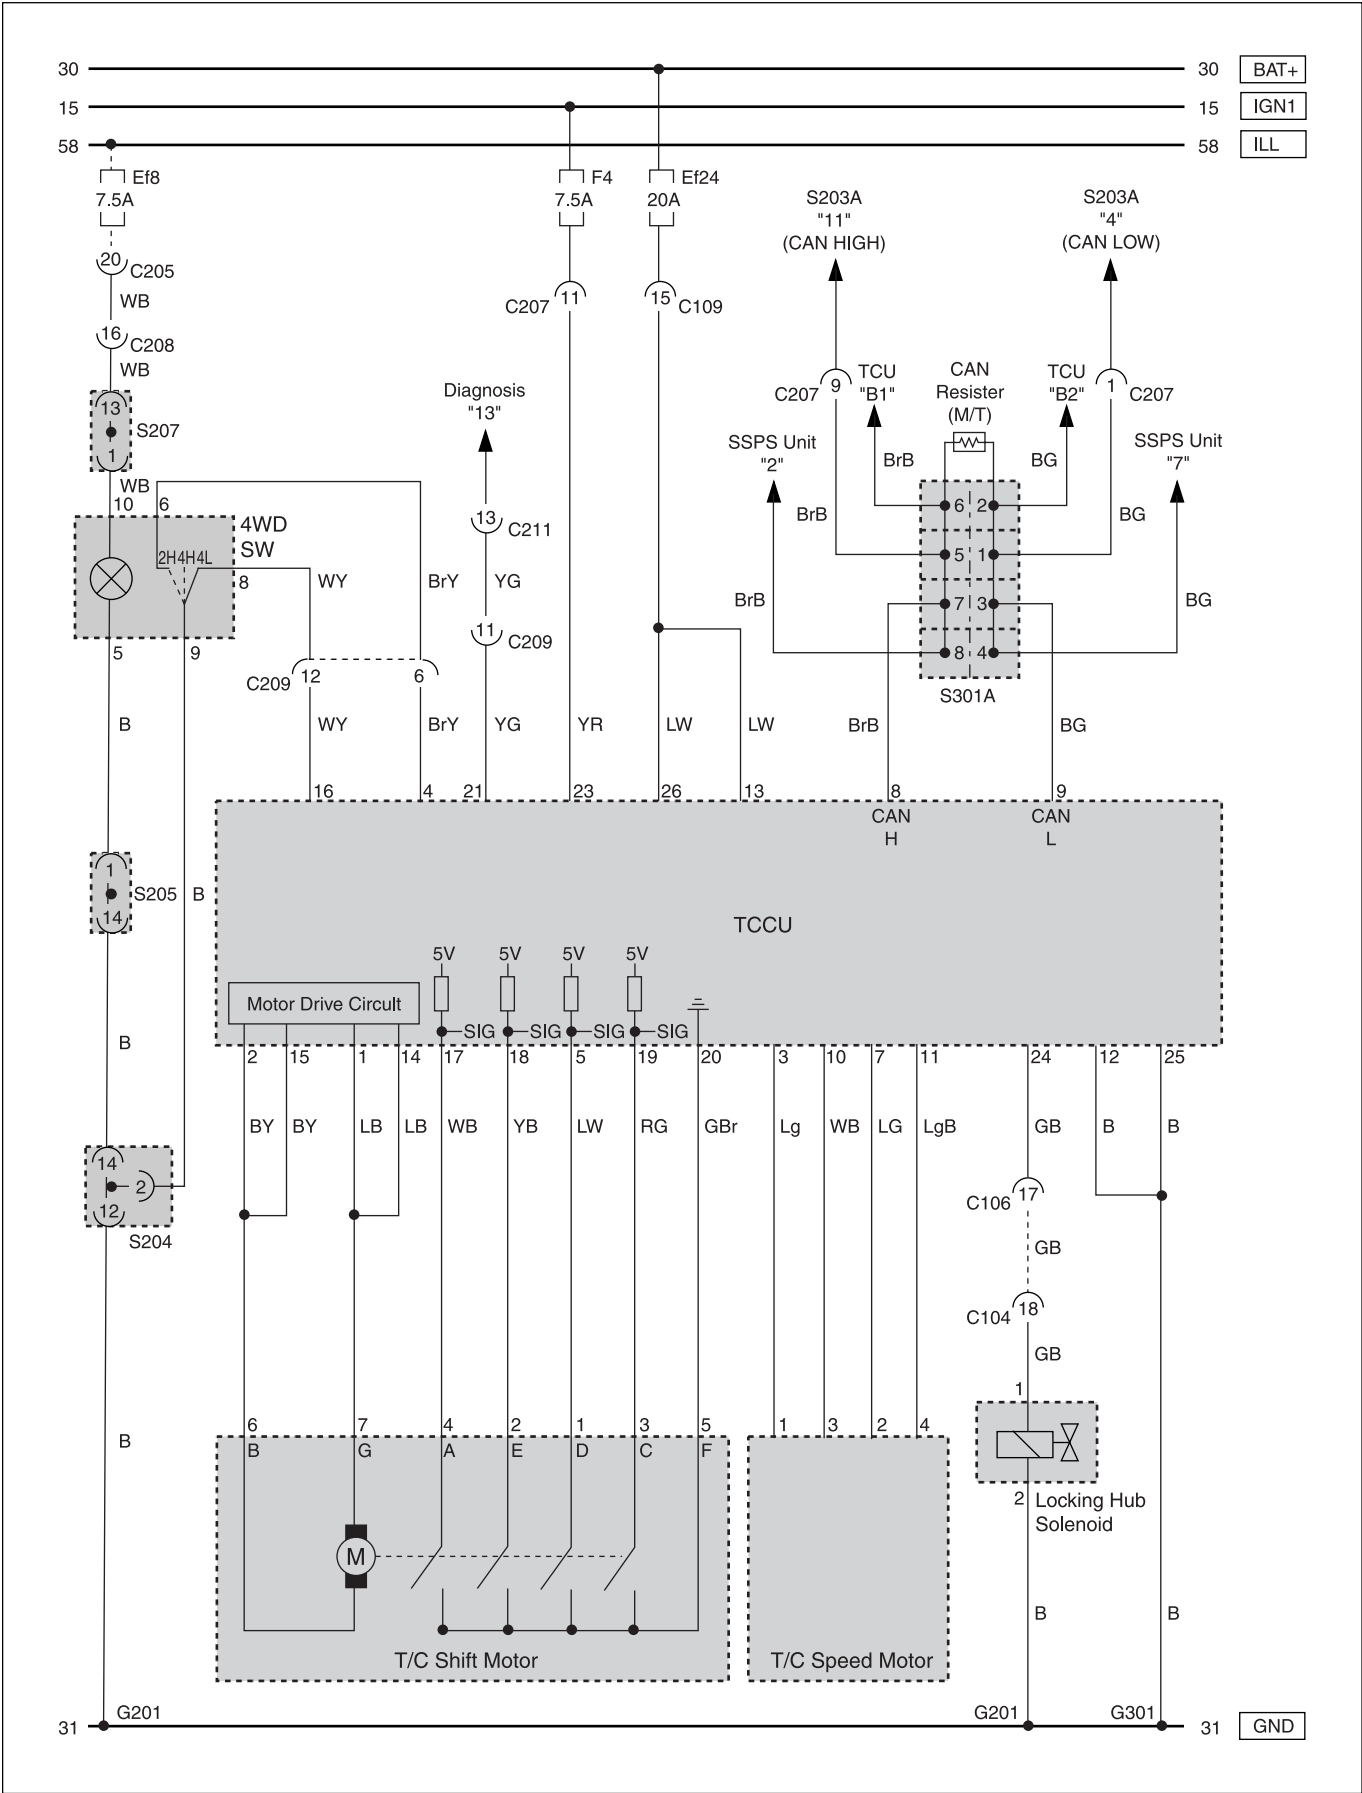 30 30 BAT+
15 15 IGN1
58 58 ILL
Ef8 F4 Ef24
7.5A 7.5A 20A
S203A S203A
"11" "4"
(CAN HIGH) (CAN LOW)
20 C205
WB
C207 11 15 C109
16 C208
WB
TCU CAN TCU
C207 9 "B1" Resister "B2" 1 C207
(M/T)
Diagnosis
"13"
13
S207
1
SSPS Unit SSPS Unit
"2" "7"
BrB BG
WB
10 6
6 2
BrB BG
13 C211
4WD
SW
2H 4H 4L
8
5 1
WY BrY YG
7 3
BrB BG
11 C209
5 9
8 4
C209 12 6
S301A
B WY BrY YG YR LW LW BrB BG
16 4 21 23 26 13 8 9
CAN CAN
H L
1
S205 B
14
TCCU
5V 5V 5V 5V
Motor Drive Circuit
SIG SIG SIG SIG
B
2 15 1 14 17 18 5 19 20 3 10 7 11 24 12 25
BY BY LB LB WB YB LW RG GBr Lg WB LG LgB GB B B
14
2
12
S204
C106 17
GB
C104 18
GB
1
B
6 7 4 2 1 3 5 1 3 2 4
B G A E D C F
2 Locking Hub
Solenoid
M
B B
T/C Shift Motor T/C Speed Motor
G201 G201 G301
31 31 GND